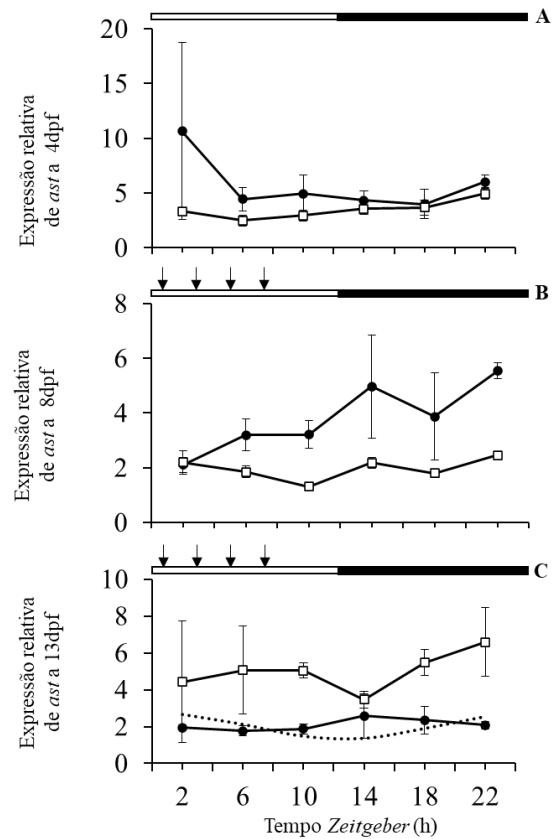 A
20
15
10
5
0
Expressão relativa
de ast a 4dpf
B
8
6
4
2
0
Expressão relativa
de ast a 8dpf
C
10
8
6
4
2
0
Expressão relativa
de ast a 13dpf
2 6 10 14 18 22
Tempo Zeitgeber (h)